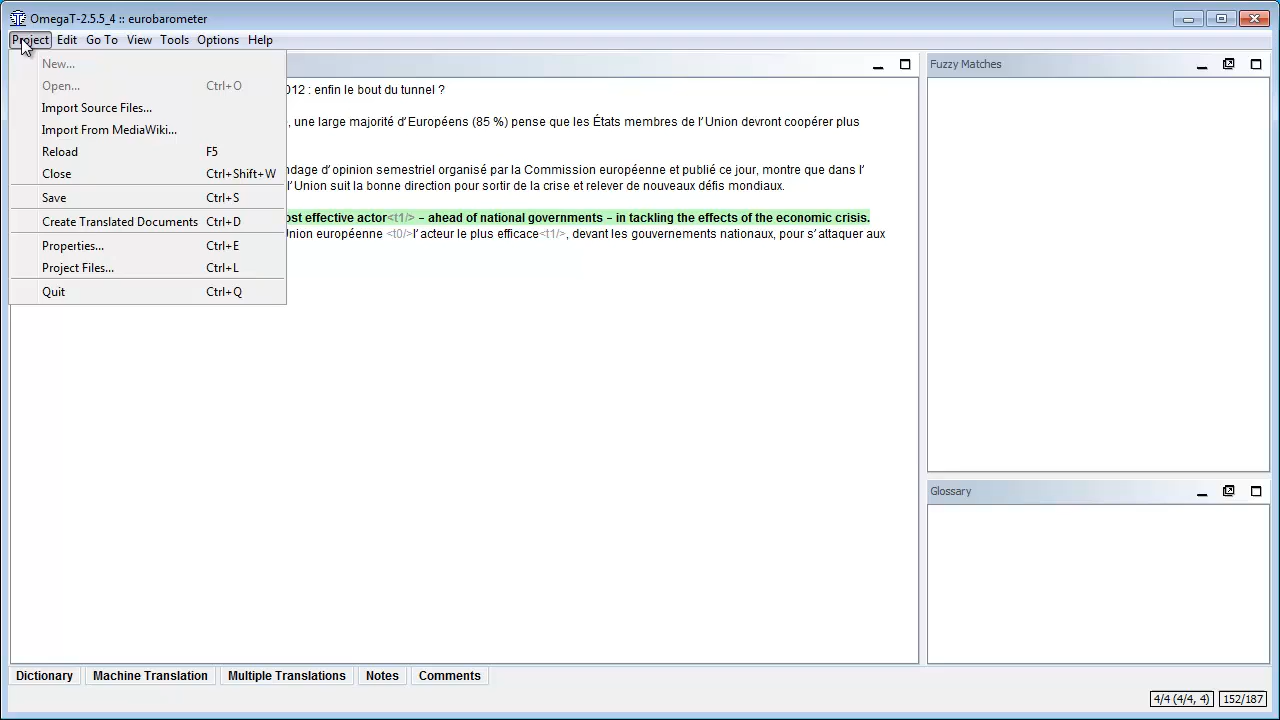 OmegaT-2.5.5_4 :: eurobarometer
Project Edit Go To View Tools Options Help
New...
Open... Ctrl+O
Import Source Files...
Import From MediaWiki...
Reload F5
Close Ctrl+Shift+W
Save Ctrl+S
Create Translated Documents Ctrl+D
Properties... Ctrl+E
Project Files... Ctrl+L
Quit Ctrl+Q
012 : enfin le bout du tunnel ?
, une large majorité d'Européens (85 %) pense que les États membres de l'Union devront coopérer plus
ndage d'opinion semestriel organisé par la Commission européenne et publié ce jour, montre que dans l'
l'Union suit la bonne direction pour sortir de la crise et relever de nouveaux défis mondiaux.
ost effective actor<t1/> – ahead of national governments – in tackling the effects of the economic crisis.
Union européenne <t0/>l'acteur le plus efficace<t1/>, devant les gouvernements nationaux, pour s'attaquer aux
Fuzzy Matches
Glossary
Dictionary Machine Translation Multiple Translations Notes Comments
4/4 (4/4, 4) 152/187